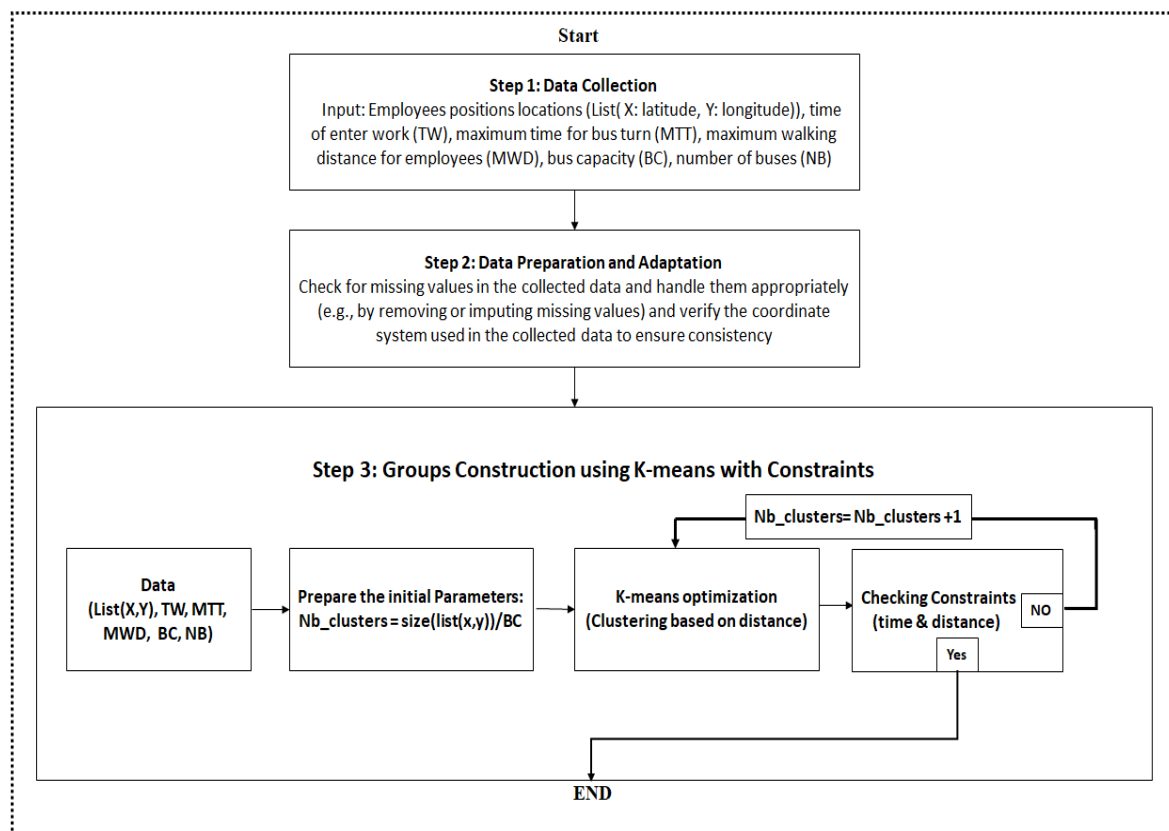 Start
Step 1: Data Collection
Input: Employees positions locations (List( X: latitude, Y: longitude)), time
of enter work (TW), maximum time for bus turn (MTT), maximum walking
distance for employees (MWD), bus capacity (BC), number of buses (NB)
Step 2: Data Preparation and Adaptation
Check for missing values in the collected data and handle them appropriately
(e.g., by removing or imputing missing values) and verify the coordinate
system used in the collected data to ensure consistency
Step 3: Groups Construction using K-means with Constraints
Nb_clusters= Nb_clusters +1
Data
(List(X,Y), TW, MTT,
MWD, BC, NB)
Prepare the initial Parameters:
Nb_clusters = size(list(x,y))/BC
K-means optimization
(Clustering based on distance)
Checking Constraints
(time & distance)
NO
Yes
END